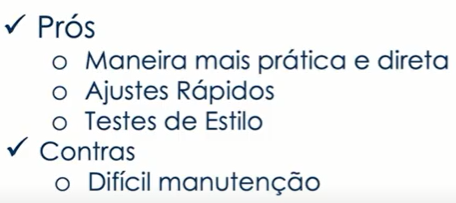 ✓ Prós
o Maneira mais prática e direta
o Ajustes Rápidos
o Testes de Estilo
✓ Contras
o Difícil manutenção